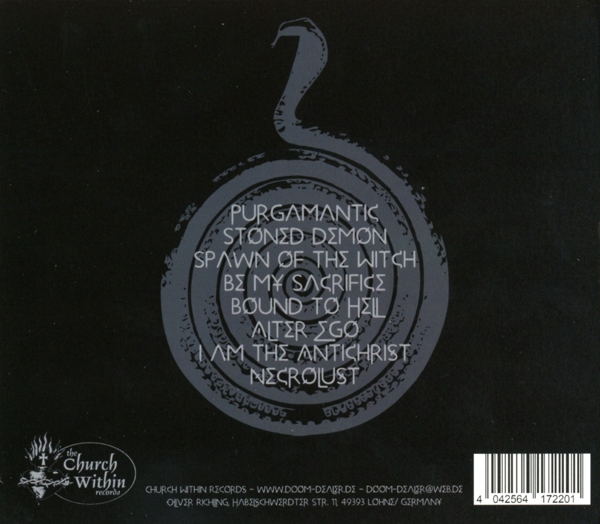 PURGAMANTIC
STONED DEMON
SPAWN OF THE WITCH
BE MY SACRIFICE
BOUND TO HELL
ALTER EGO
I AM THE ANTICHRIST
NECROLUST
the
Church
Within
records
CHURCH WITHIN RECORDS - WWW.DOOM-DEALER.DE - DOOM-DEALER@WEB.DE
OLIVER RICHLING, HABELSCHWERDTER STR. 11, 49393 LOHNE/ GERMANY
4 042564 172201